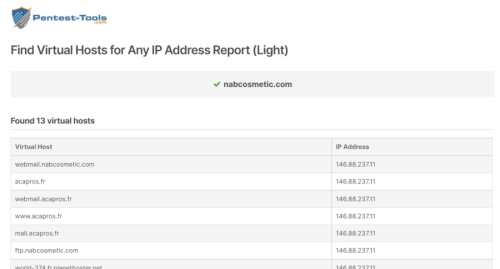 Pentest-Tools
.com
Find Virtual Hosts for Any IP Address Report (Light)
✔ nabcosmetic.com
Found 13 virtual hosts
Virtual Host IP Address
webmail.nabcosmetic.com 146.88.237.11
acapros.fr 146.88.237.11
webmail.acapros.fr 146.88.237.11
www.acapros.fr 146.88.237.11
mail.acapros.fr 146.88.237.11
ftp.nabcosmetic.com 146.88.237.11
world-374.fr.planethoster.net 146.88.237.11